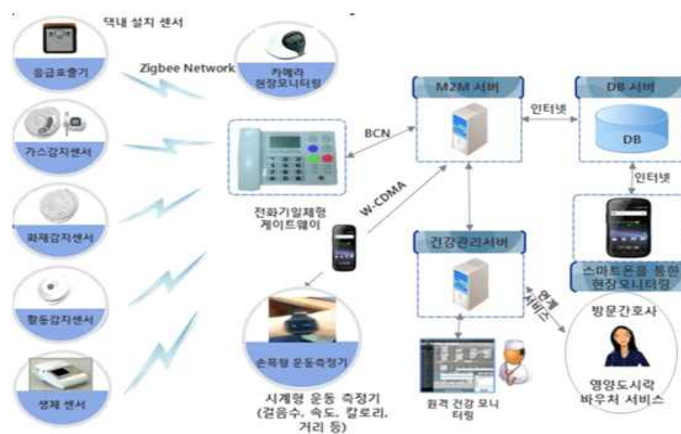 댁내 설치 센서
응급호출기
Zigbee Network
카메라
현장모니터링
M2M 서버
DB 서버
인터넷
DB
가스감지센서
BCN
인터넷
W-CDMA
전화기일체형
게이트웨이
화재감지센서
건강관리서버
스마트폰을 통한
현장모니터링
연계
서비스
방문간호사
활동감지센서
손목형 운동측정기
영양도시락
바우처 서비스
생체 센서
시계형 운동 측정기
(걸음수, 속도, 칼로리,
거리 등)
원격 건강 모니
터링